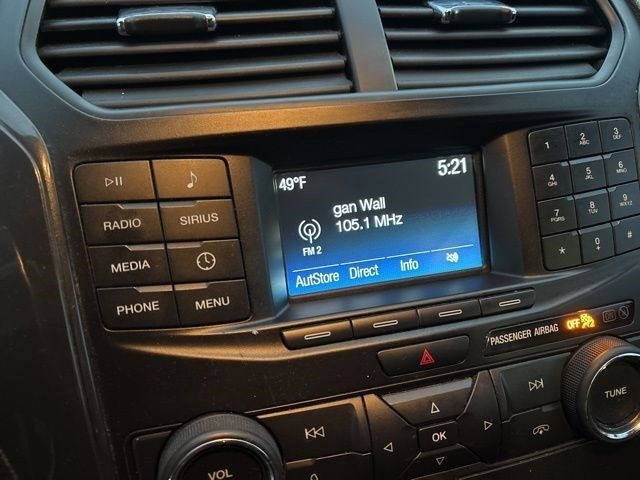 49°F
5:21
gan Wall
105.1 MHz
FM 2
AutStore Direct Info
RADIO SIRIUS
MEDIA
PHONE MENU
1 2 ABC 3 DEF
4 GHI 5 JKL 6 MNO
7 PQRS 8 TUV 9 WXYZ
* 0 #
PASSENGER AIRBAG OFF ON
VOL
OK
TUNE